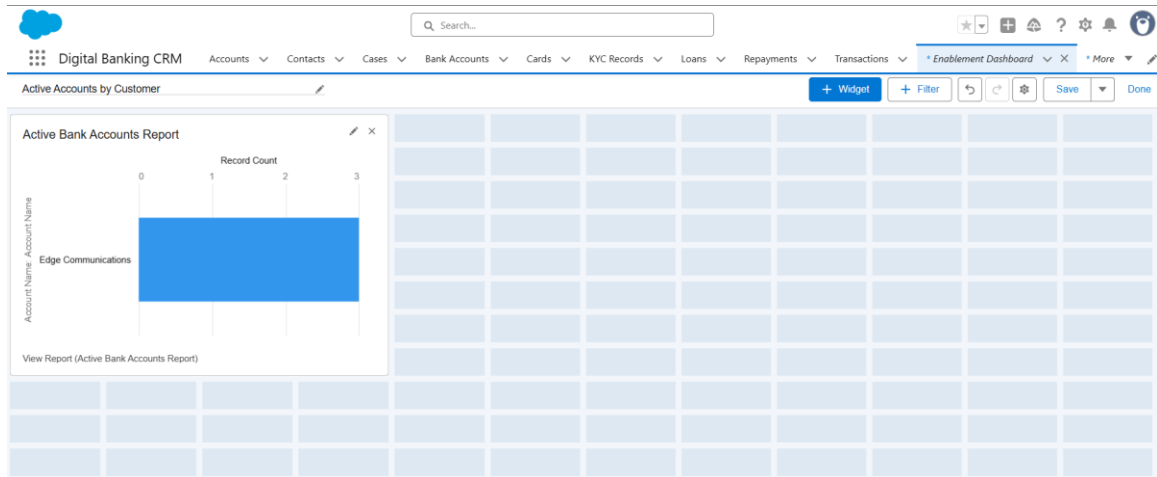 Search...
Digital Banking CRM Accounts Contacts Cases Bank Accounts Cards KYC Records Loans Repayments Transactions * Enablement Dashboard * More
Active Accounts by Customer + Widget + Filter Save Done
Active Bank Accounts Report
Record Count
0 1 2 3
Account Name: Account Name
Edge Communications
View Report (Active Bank Accounts Report)